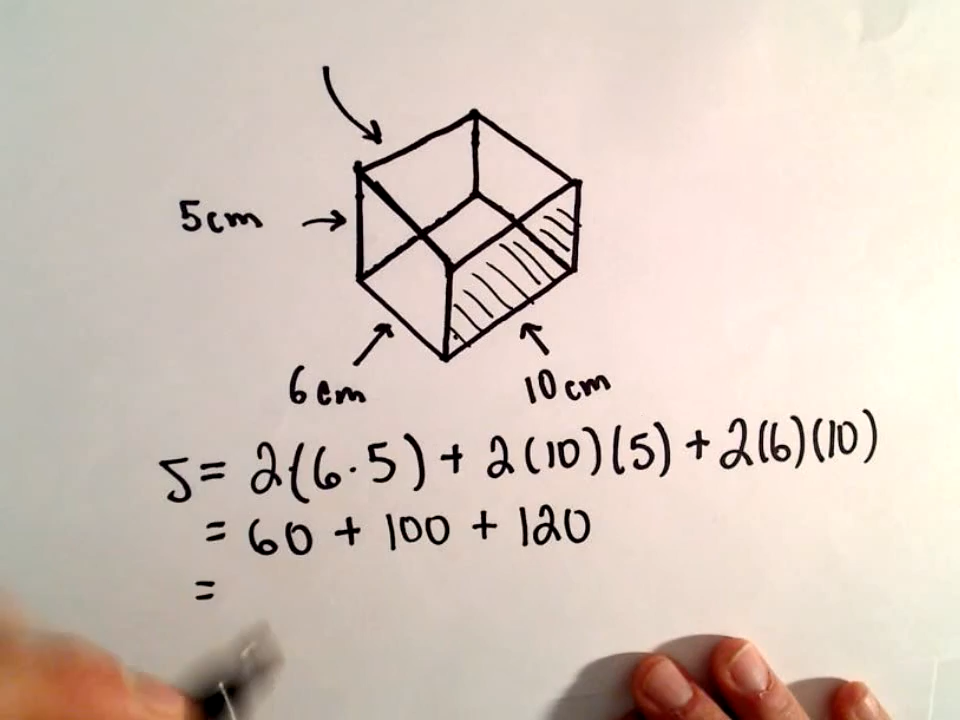 5cm
6cm
10cm
S = 2(6·5) + 2(10)(5) + 2(6)(10)
= 60 + 100 + 120
=